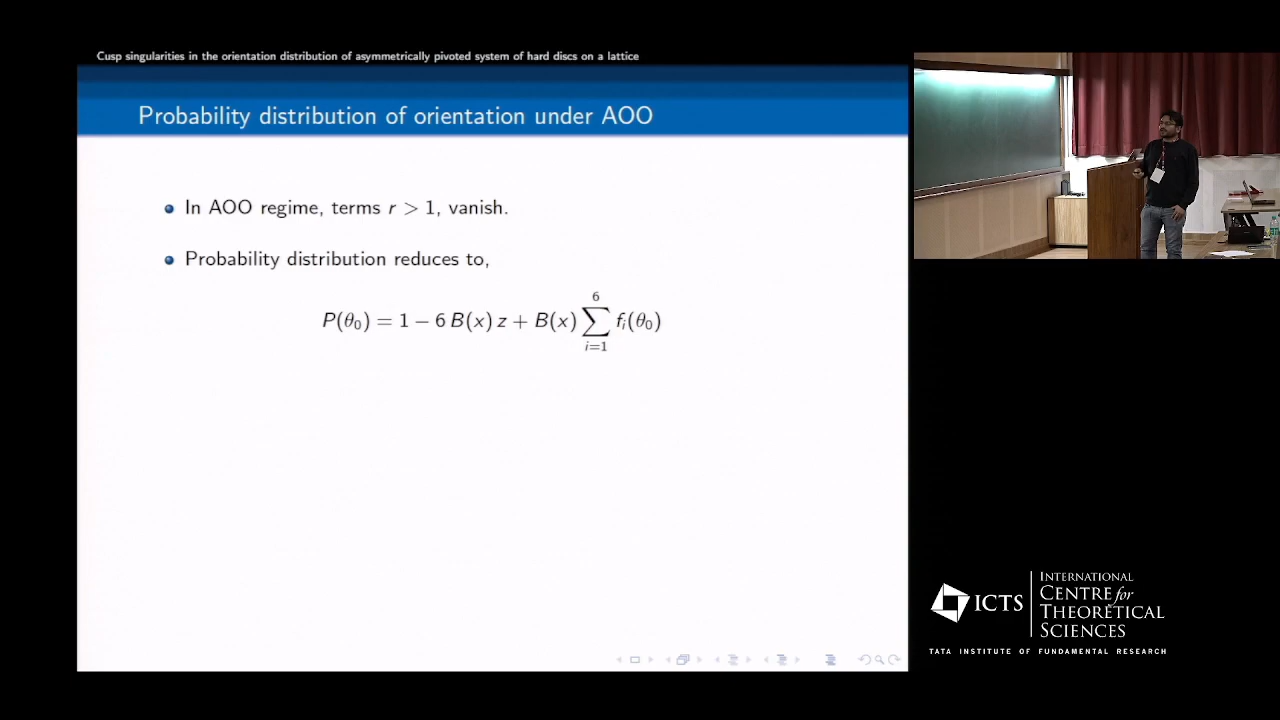 Cusp singularities in the orientation distribution of asymmetrically pivoted system of hard discs on a lattice
Probability distribution of orientation under AOO
In AOO regime, terms r > 1, vanish.
Probability distribution reduces to,
P(θ₀) = 1 − 6 B(x) z + B(x) ∑_{i=1}^{6} fᵢ(θ₀)
ICTS
INTERNATIONAL
CENTRE for
THEORETICAL
SCIENCES
TATA INSTITUTE OF FUNDAMENTAL RESEARCH